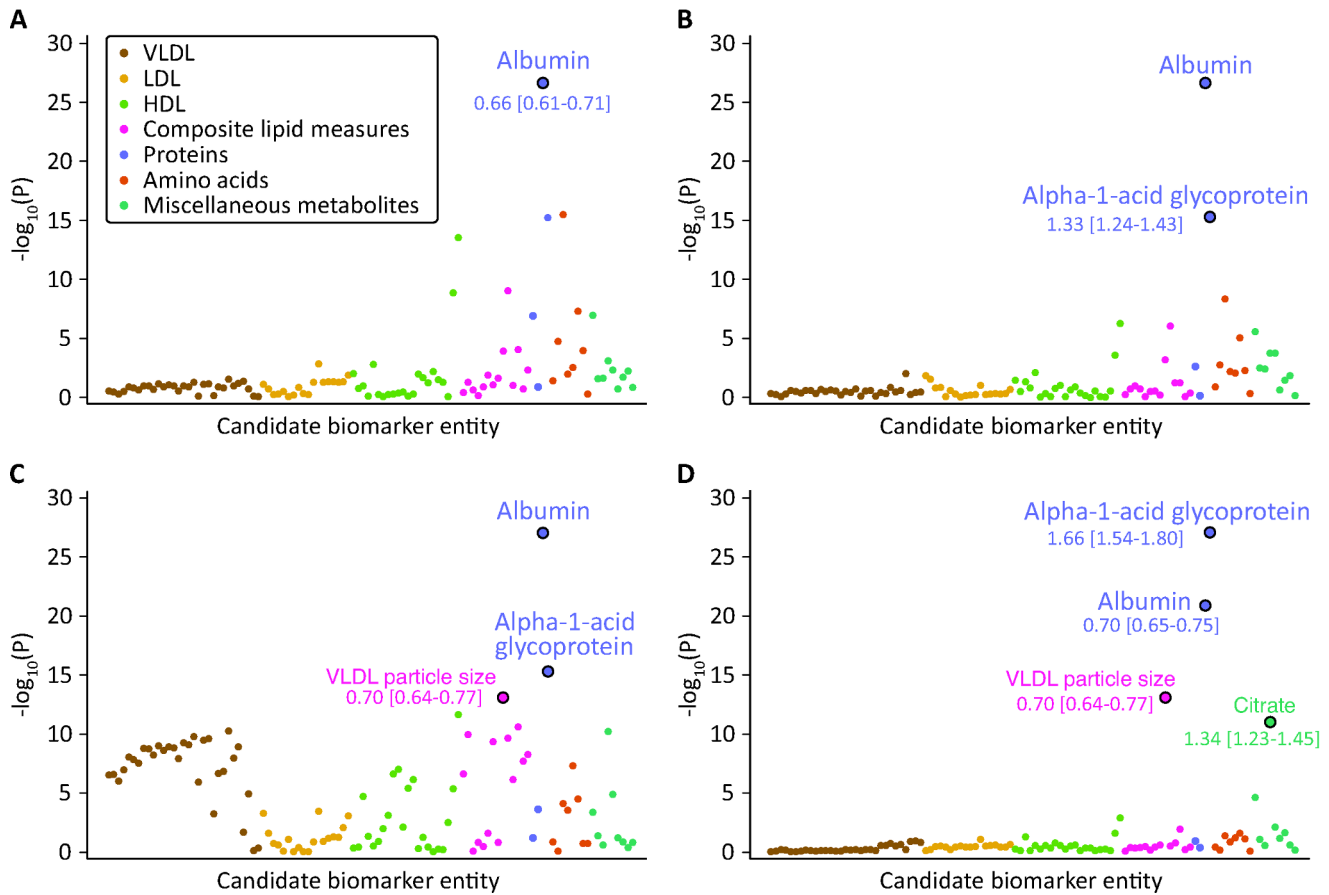 A
30
25
20
15
10
5
0
-log10(P)
VLDL
LDL
HDL
Composite lipid measures
Proteins
Amino acids
Miscellaneous metabolites
Albumin
0.66 [0.61-0.71]
Candidate biomarker entity
B
30
25
20
15
10
5
0
-log10(P)
Albumin
Alpha-1-acid glycoprotein
1.33 [1.24-1.43]
Candidate biomarker entity
C
30
25
20
15
10
5
0
-log10(P)
Albumin
Alpha-1-acid
glycoprotein
VLDL particle size
0.70 [0.64-0.77]
Candidate biomarker entity
D
30
25
20
15
10
5
0
-log10(P)
Alpha-1-acid glycoprotein
1.66 [1.54-1.80]
Albumin
0.70 [0.65-0.75]
VLDL particle size
0.70 [0.64-0.77]
Citrate
1.34 [1.23-1.45]
Candidate biomarker entity